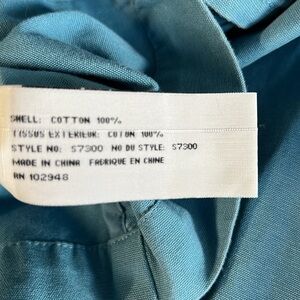 SHELL: COTTON 100%
TISSUS EXTERIEUR: COTON 100%
STYLE NO: S7300 NO DU STYLE: S7300
MADE IN CHINA FABRIQUE EN CHINE
RN 102948